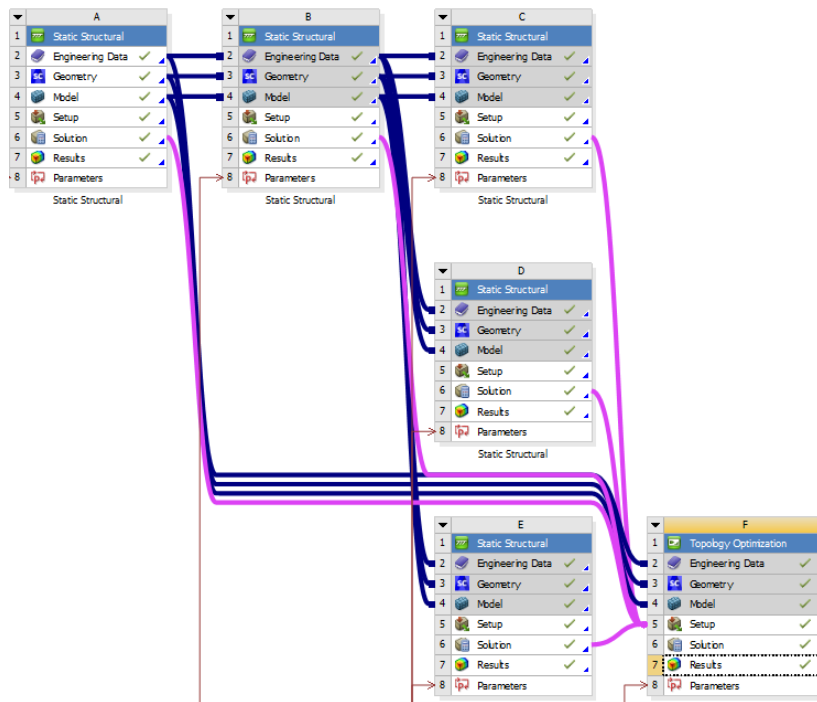 A
1 Static Structural
2 Engineering Data
3 SC Geometry
4 Model
5 Setup
6 Solution
7 Results
8 Parameters
Static Structural
B
1 Static Structural
2 Engineering Data
3 SC Geometry
4 Model
5 Setup
6 Solution
7 Results
8 Parameters
Static Structural
C
1 Static Structural
2 Engineering Data
3 SC Geometry
4 Model
5 Setup
6 Solution
7 Results
8 Parameters
Static Structural
D
1 Static Structural
2 Engineering Data
3 SC Geometry
4 Model
5 Setup
6 Solution
7 Results
8 Parameters
Static Structural
E
1 Static Structural
2 Engineering Data
3 SC Geometry
4 Model
5 Setup
6 Solution
7 Results
8 Parameters
F
1 Topology Optimization
2 Engineering Data
3 SC Geometry
4 Model
5 Setup
6 Solution
7 Results
8 Parameters